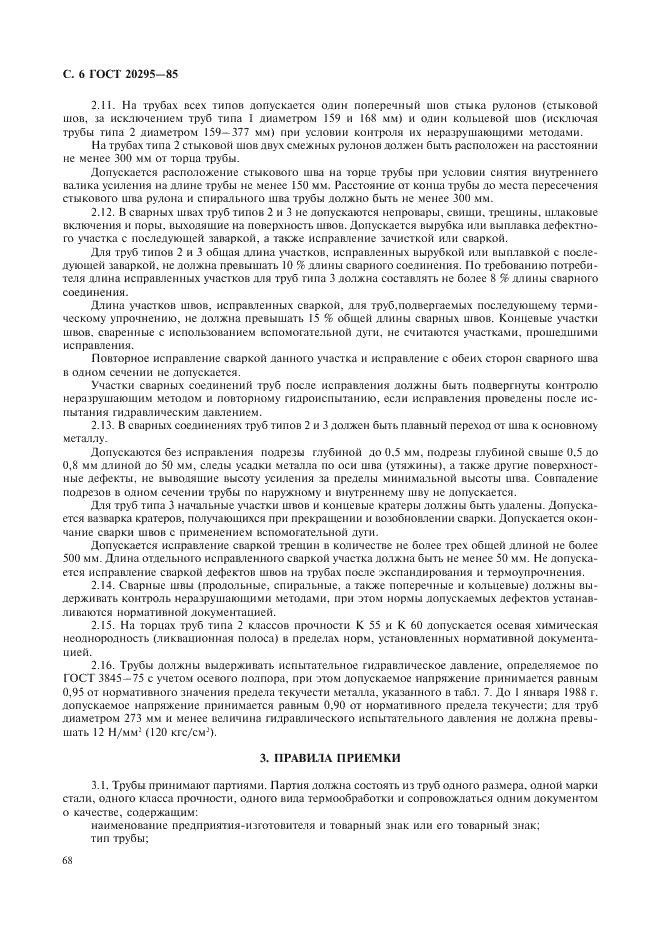 С. 6 ГОСТ 20295—85
2.11. На трубах всех типов допускается один поперечный шов стыка рулонов (стыковой
шов, за исключением труб типа 1 диаметром 159 и 168 мм) и один кольцевой шов (исключая
трубы типа 2 диаметром 159—377 мм) при условии контроля их неразрушающими методами.
На трубах типа 2 стыковой шов двух смежных рулонов должен быть расположен на расстоянии
не менее 300 мм от торца трубы.
Допускается расположение стыкового шва на торце трубы при условии снятия внутреннего
валика усиления на длине трубы не менее 150 мм. Расстояние от конца трубы до места пересечения
стыкового шва рулона и спирального шва трубы должно быть не менее 300 мм.
2.12. В сварных швах труб типов 2 и 3 не допускаются непровары, свищи, трещины, шлаковые
включения и поры, выходящие на поверхность швов. Допускается вырубка или выплавка дефектно-
го участка с последующей заваркой, а также исправление зачисткой или сваркой.
Для труб типов 2 и 3 общая длина участков, исправленных вырубкой или выплавкой с после-
дующей заваркой, не должна превышать 10 % длины сварного соединения. По требованию потреби-
теля длина исправленных участков для труб типа 3 должна составлять не более 8 % длины сварного
соединения.
Длина участков швов, исправленных сваркой, для труб,подвергаемых последующему терми-
ческому упрочнению, не должна превышать 15 % общей длины сварных швов. Концевые участки
швов, сваренные с использованием вспомогательной дуги, не считаются участками, прошедшими
исправления.
Повторное исправление сваркой данного участка и исправление с обеих сторон сварного шва
в одном сечении не допускается.
Участки сварных соединений труб после исправления должны быть подвергнуты контролю
неразрушающим методом и повторному гидроиспытанию, если исправления проведены после ис-
пытания гидравлическим давлением.
2.13. В сварных соединениях труб типов 2 и 3 должен быть плавный переход от шва к основному
металлу.
Допускаются без исправления подрезы глубиной до 0,5 мм, подрезы глубиной свыше 0,5 до
0,8 мм длиной до 50 мм, следы усадки металла по оси шва (утяжины), а также другие поверхност-
ные дефекты, не выводящие высоту усиления за пределы минимальной высоты шва. Совпадение
подрезов в одном сечении трубы по наружному и внутреннему шву не допускается.
Для труб типа 3 начальные участки швов и концевые кратеры должны быть удалены. Допуска-
ется вазварка кратеров, получающихся при прекращении и возобновлении сварки. Допускается окон-
чание сварки швов с применением вспомогательной дуги.
Допускается исправление сваркой трещин в количестве не более трех общей длиной не более
500 мм. Длина отдельного исправленного сваркой участка должна быть не менее 50 мм. Не допуска-
ется исправление сваркой дефектов швов на трубах после экспандирования и термоупрочнения.
2.14. Сварные швы (продольные, спиральные, а также поперечные и кольцевые) должны вы-
держивать контроль неразрушающими методами, при этом нормы допускаемых дефектов устанав-
ливаются нормативной документацией.
2.15. На торцах труб типа 2 классов прочности К 55 и К 60 допускается осевая химическая
неоднородность (ликвационная полоса) в пределах норм, установленных нормативной документа-
цией.
2.16. Трубы должны выдерживать испытательное гидравлическое давление, определяемое по
ГОСТ 3845—75 с учетом осевого подпора, при этом допускаемое напряжение принимается равным
0,95 от нормативного значения предела текучести металла, указанного в табл. 7. До 1 января 1988 г.
допускаемое напряжение принимается равным 0,90 от нормативного предела текучести; для труб
диаметром 273 мм и менее величина гидравлического испытательного давления не должна превы-
шать 12 Н/мм² (120 кгс/см²).
3. ПРАВИЛА ПРИЕМКИ
3.1. Трубы принимают партиями. Партия должна состоять из труб одного размера, одной марки
стали, одного класса прочности, одного вида термообработки и сопровождаться одним документом
о качестве, содержащим:
наименование предприятия-изготовителя и товарный знак или его товарный знак;
тип трубы;
68